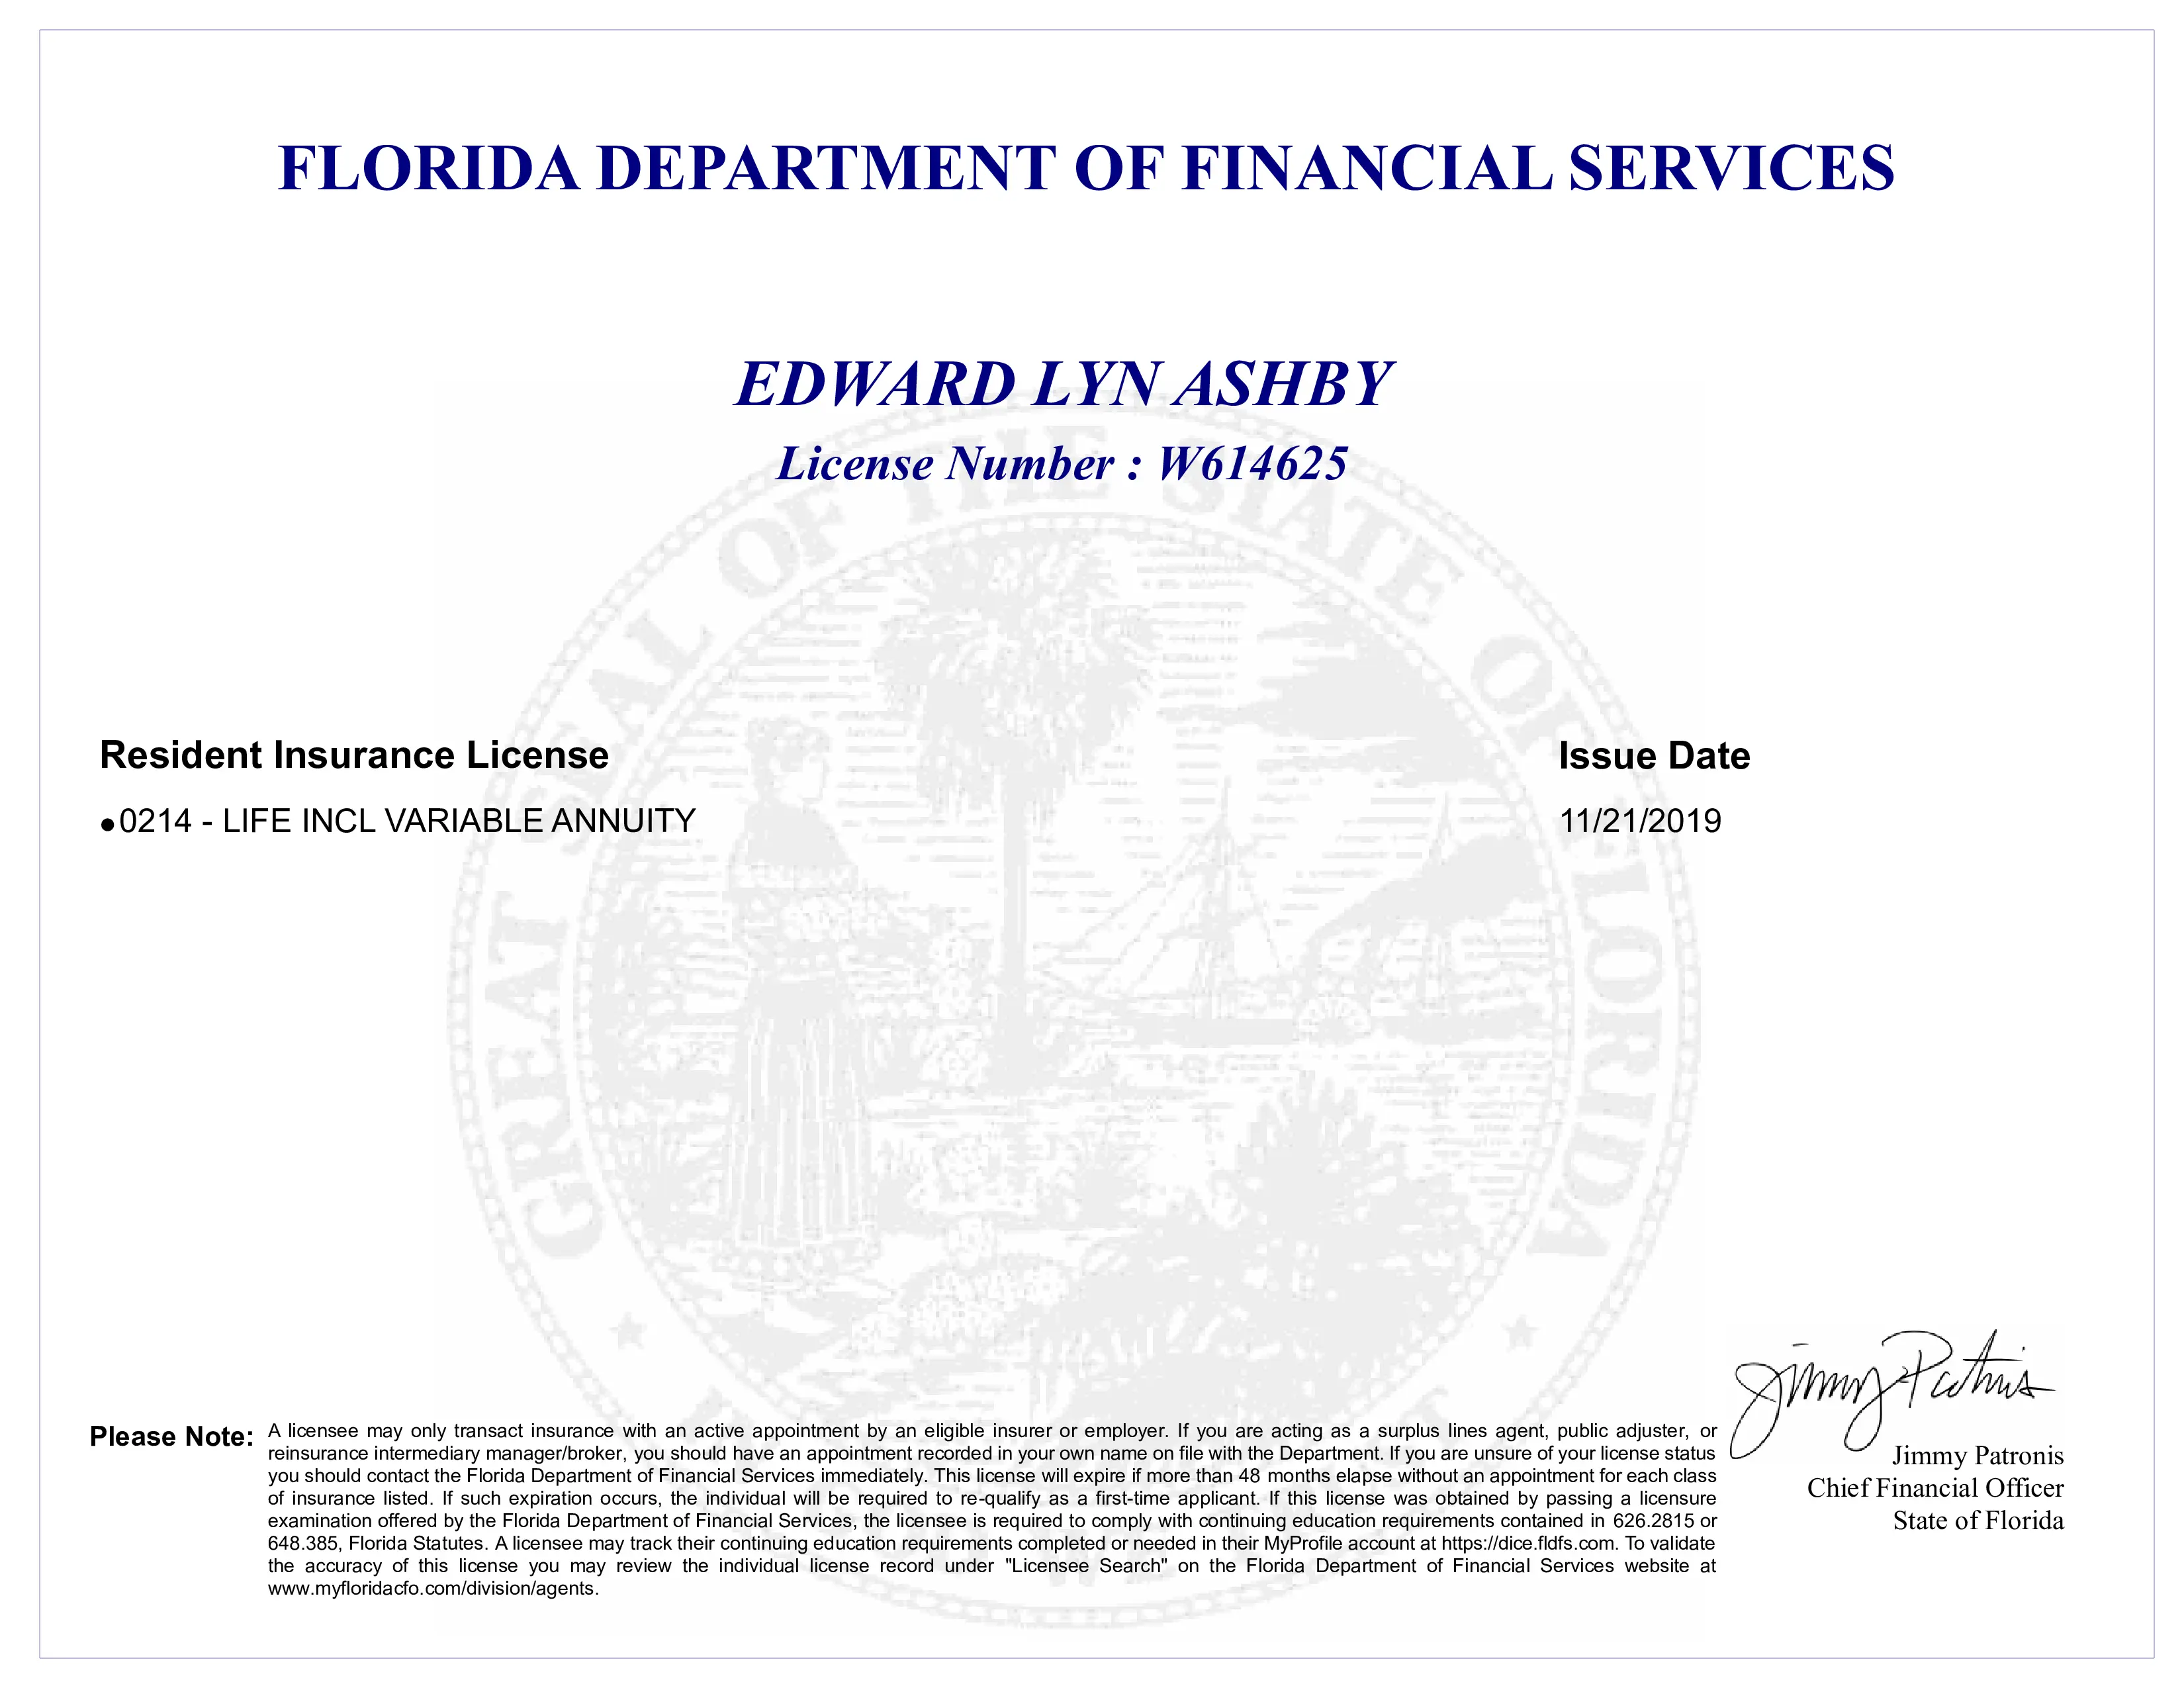 FLORIDA DEPARTMENT OF FINANCIAL SERVICES
EDWARD LYN ASHBY
License Number : W614625
GREAT SEAL OF THE STATE OF FLORIDA
Resident Insurance License
Issue Date
●0214 - LIFE INCL VARIABLE ANNUITY
11/21/2019
Please Note:
A licensee may only transact insurance with an active appointment by an eligible insurer or employer. If you are acting as a surplus lines agent, public adjuster, or
reinsurance intermediary manager/broker, you should have an appointment recorded in your own name on file with the Department. If you are unsure of your license status
you should contact the Florida Department of Financial Services immediately. This license will expire if more than 48 months elapse without an appointment for each class
of insurance listed. If such expiration occurs, the individual will be required to re-qualify as a first-time applicant. If this license was obtained by passing a licensure
examination offered by the Florida Department of Financial Services, the licensee is required to comply with continuing education requirements contained in 626.2815 or
648.385, Florida Statutes. A licensee may track their continuing education requirements completed or needed in their MyProfile account at https://dice.fldfs.com. To validate
the accuracy of this license you may review the individual license record under "Licensee Search" on the Florida Department of Financial Services website at
www.myfloridacfo.com/division/agents.
Jimmy Patronis
Jimmy Patronis
Chief Financial Officer
State of Florida